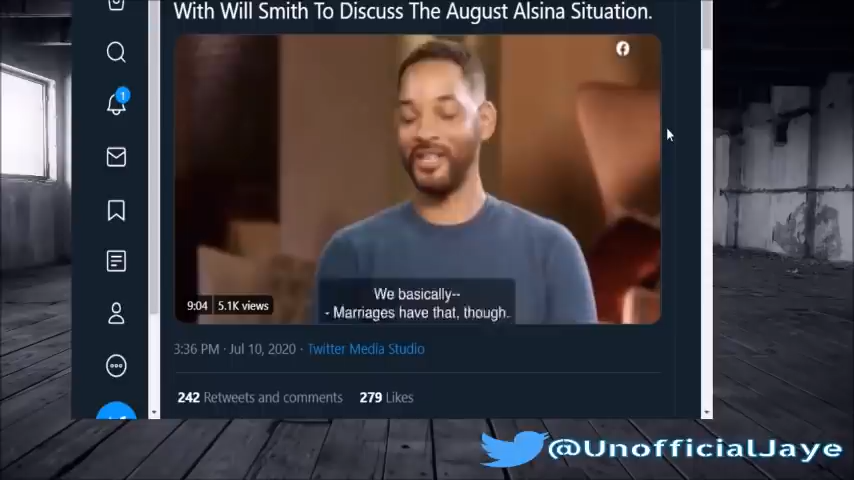 With Will Smith To Discuss The August Alsina Situation.
1
We basically--
- Marriages have that, though.
9:04 5.1K views
3:36 PM · Jul 10, 2020 · Twitter Media Studio
242 Retweets and comments 279 Likes
@UnofficialJaye